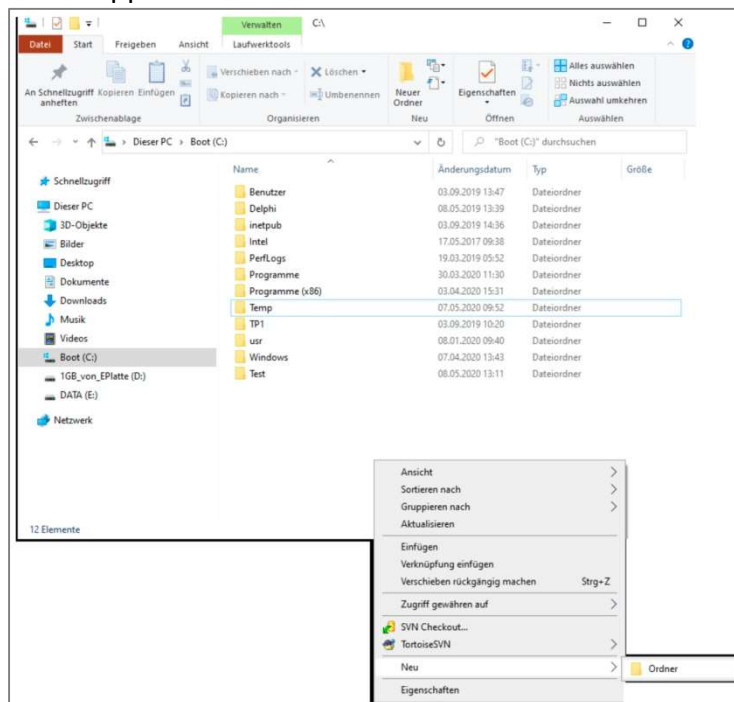 Verwalten C:\
Datei Start Freigeben Ansicht Laufwerktools
An Schnellzugriff anheften
Kopieren
Einfügen
Zwischenablage
Verschieben nach
Kopieren nach
Löschen
Umbenennen
Organisieren
Neuer Ordner
Neu
Eigenschaften
Öffnen
Alles auswählen
Nichts auswählen
Auswahl umkehren
Auswählen
Dieser PC > Boot (C:)
"Boot (C:)" durchsuchen
Schnellzugriff
Dieser PC
3D-Objekte
Bilder
Desktop
Dokumente
Downloads
Musik
Videos
Boot (C:)
1GB_von_EPlatte (D:)
DATA (E:)
Netzwerk
Name Änderungsdatum Typ Größe
Benutzer 03.09.2019 13:47 Dateiordner
Delphi 08.05.2019 13:39 Dateiordner
inetpub 03.09.2019 14:36 Dateiordner
Intel 17.05.2017 09:38 Dateiordner
PerfLogs 19.03.2019 05:52 Dateiordner
Programme 30.03.2020 11:30 Dateiordner
Programme (x86) 03.04.2020 15:31 Dateiordner
Temp 07.05.2020 09:52 Dateiordner
TP1 03.09.2019 10:20 Dateiordner
usr 08.01.2020 09:40 Dateiordner
Windows 07.04.2020 13:43 Dateiordner
Test 08.05.2020 13:11 Dateiordner
12 Elemente
Ansicht
Sortieren nach
Gruppieren nach
Aktualisieren
Einfügen
Verknüpfung einfügen
Verschieben rückgängig machen Strg+Z
Zugriff gewähren auf
SVN Checkout...
TortoiseSVN
Neu
Ordner
Eigenschaften